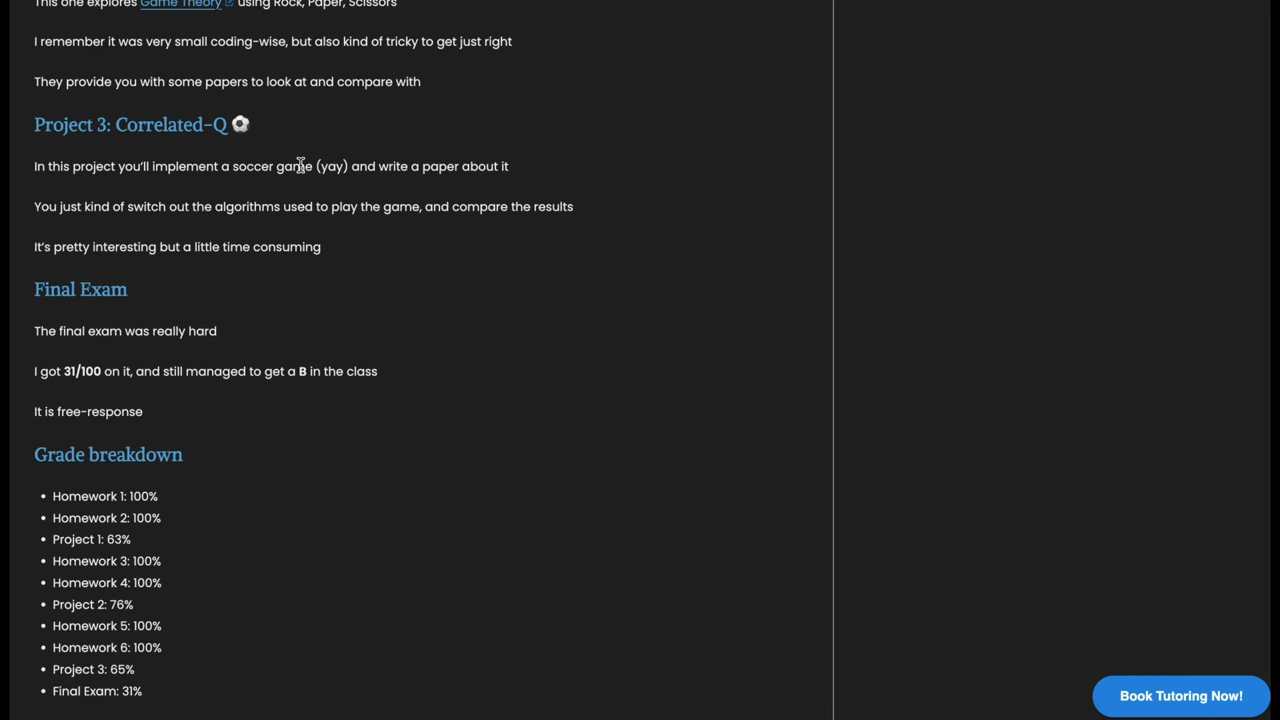 This one explores Game Theory using Rock, Paper, Scissors
I remember it was very small coding-wise, but also kind of tricky to get just right
They provide you with some papers to look at and compare with
Project 3: Correlated-Q ⚽
In this project you'll implement a soccer game (yay) and write a paper about it
You just kind of switch out the algorithms used to play the game, and compare the results
It's pretty interesting but a little time consuming
Final Exam
The final exam was really hard
I got 31/100 on it, and still managed to get a B in the class
It is free-response
Grade breakdown
• Homework 1: 100%
• Homework 2: 100%
• Project 1: 63%
• Homework 3: 100%
• Homework 4: 100%
• Project 2: 76%
• Homework 5: 100%
• Homework 6: 100%
• Project 3: 65%
• Final Exam: 31%
Book Tutoring Now!